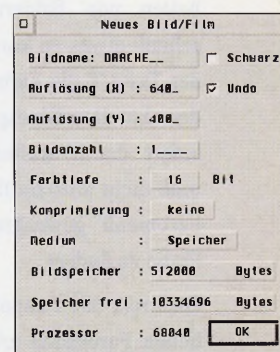 Neues Bild/Film
Bildname: DRACHE__ Schwarz
Auflösung (X) : 640_ Undo
Auflösung (Y) : 400_
Bildanzahl : 1____
Farbtiefe : 16 Bit
Komprimierung : keine
Medium : Speicher
Bildspeicher : 512000 Bytes
Speicher frei : 10334696 Bytes
Prozessor : 68040 OK